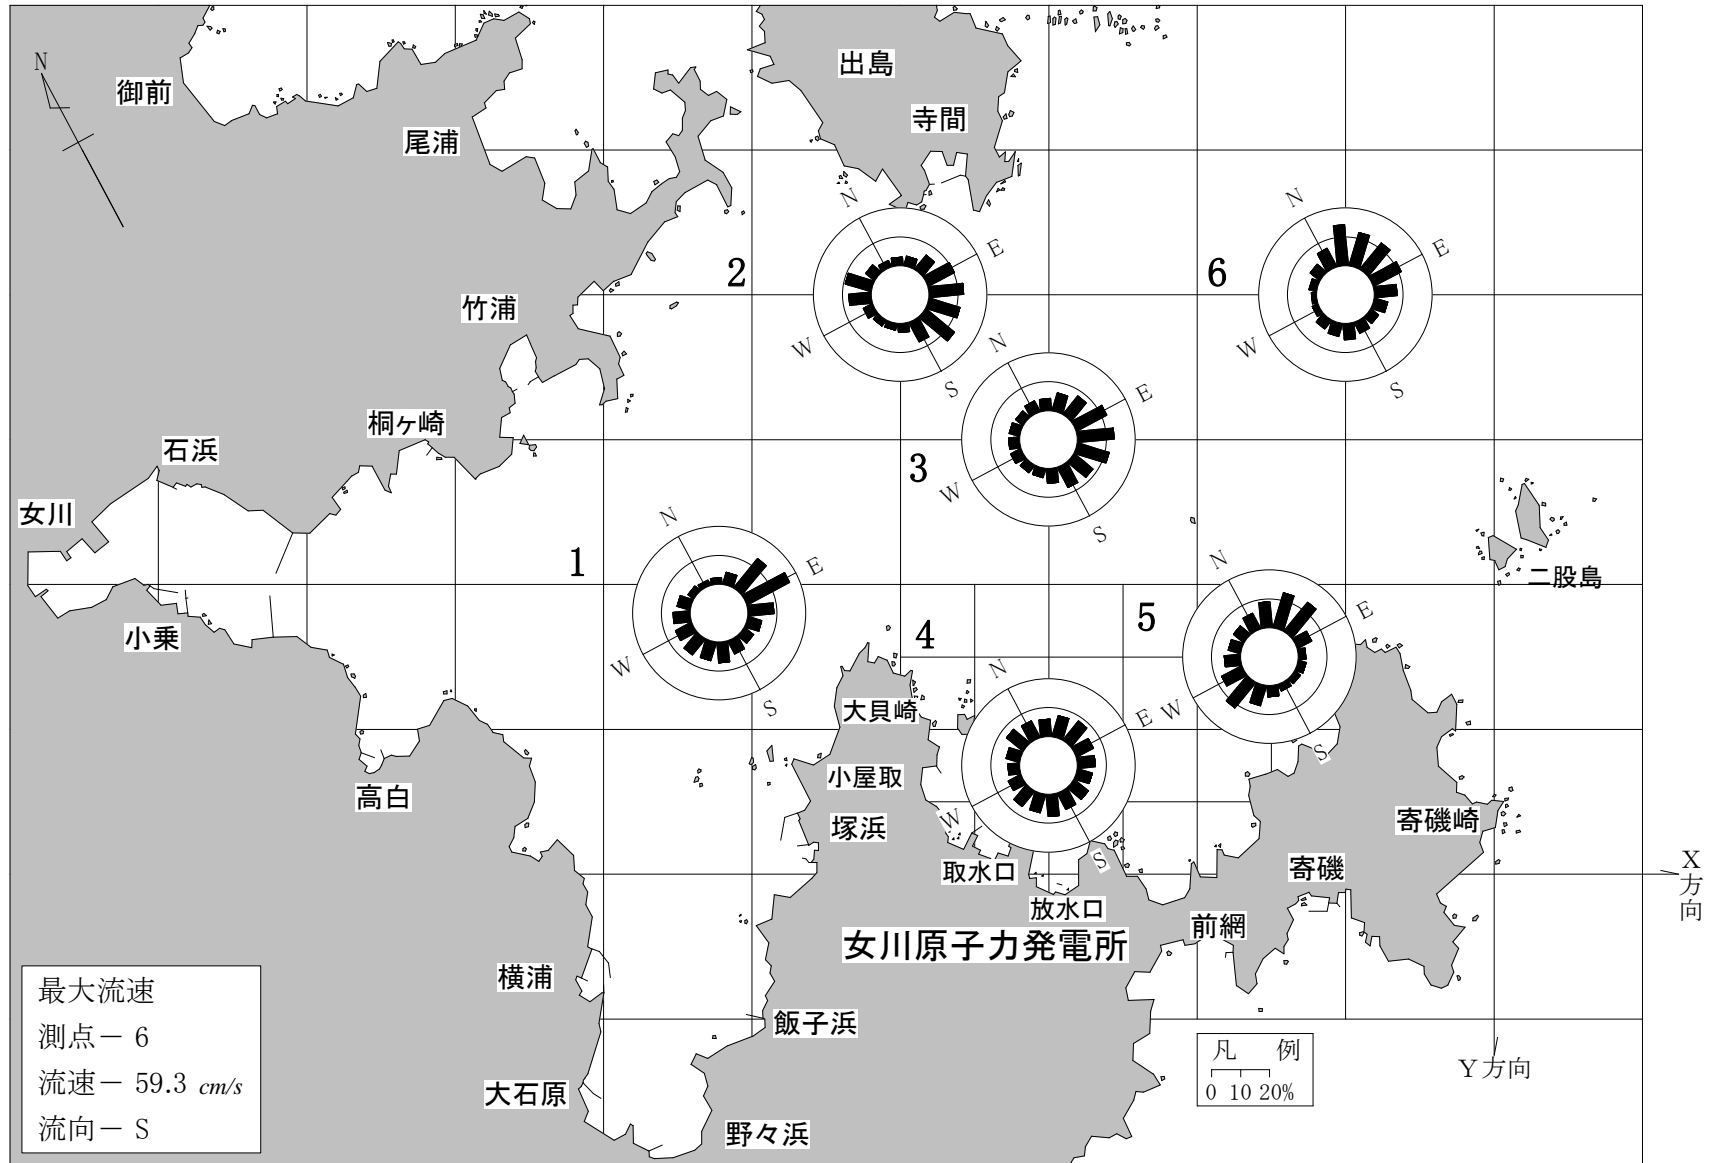 N
御前
尾浦
出島
寺間
竹浦
桐ヶ崎
石浜
女川
小乗
高白
2
N
E
W
S
6
N
E
W
S
3
N
E
W
S
1
N
E
W
S
4
N
E
W
S
5
N
E
W
S
二股島
大貝崎
小屋取
塚浜
取水口
放水口
女川原子力発電所
前網
寄磯
寄磯崎
X方向
Y方向
横浦
飯子浜
大石原
野々浜
最大流速
測点－ 6
流速－ 59.3 cm/s
流向－ S
凡 例
0 10 20%